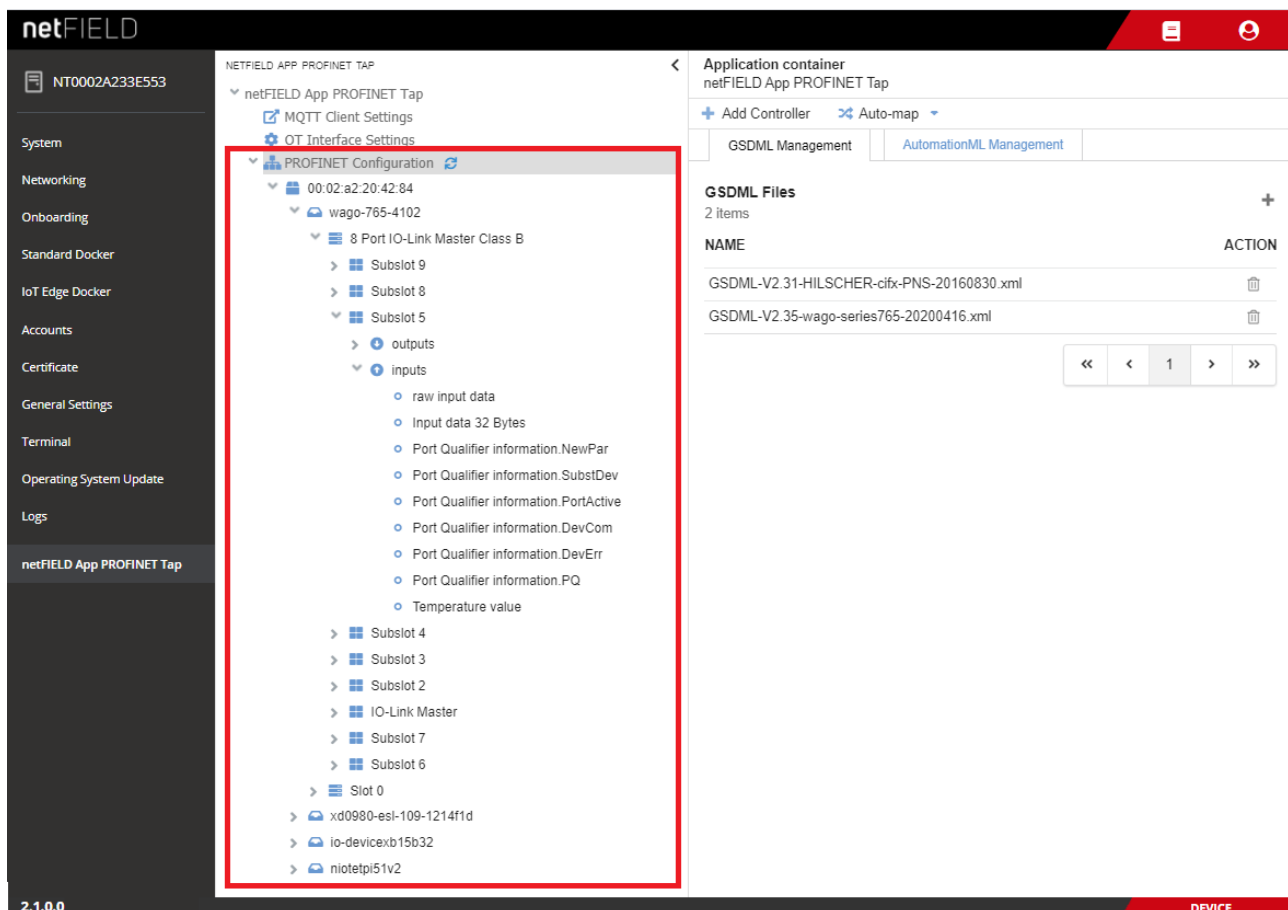 netFIELD
NT0002A233E553
System
Networking
Onboarding
Standard Docker
IoT Edge Docker
Accounts
Certificate
General Settings
Terminal
Operating System Update
Logs
netFIELD App PROFINET Tap
2.1.0.0
NETFIELD APP PROFINET TAP
netFIELD App PROFINET Tap
MQTT Client Settings
OT Interface Settings
PROFINET Configuration
00:02:a2:20:42:84
wago-765-4102
8 Port IO-Link Master Class B
Subslot 9
Subslot 8
Subslot 5
outputs
inputs
raw input data
Input data 32 Bytes
Port Qualifier information.NewPar
Port Qualifier information.SubstDev
Port Qualifier information.PortActive
Port Qualifier information.DevCom
Port Qualifier information.DevErr
Port Qualifier information.PQ
Temperature value
Subslot 4
Subslot 3
Subslot 2
IO-Link Master
Subslot 7
Subslot 6
Slot 0
xd0980-esl-109-1214f1d
io-devicexb15b32
niotetpi51v2
Application container
netFIELD App PROFINET Tap
Add Controller Auto-map
GSDML Management AutomationML Management
GSDML Files
2 items
NAME ACTION
GSDML-V2.31-HILSCHER-cifx-PNS-20160830.xml
GSDML-V2.35-wago-series765-20200416.xml
« ‹ 1 › »
DEVICE